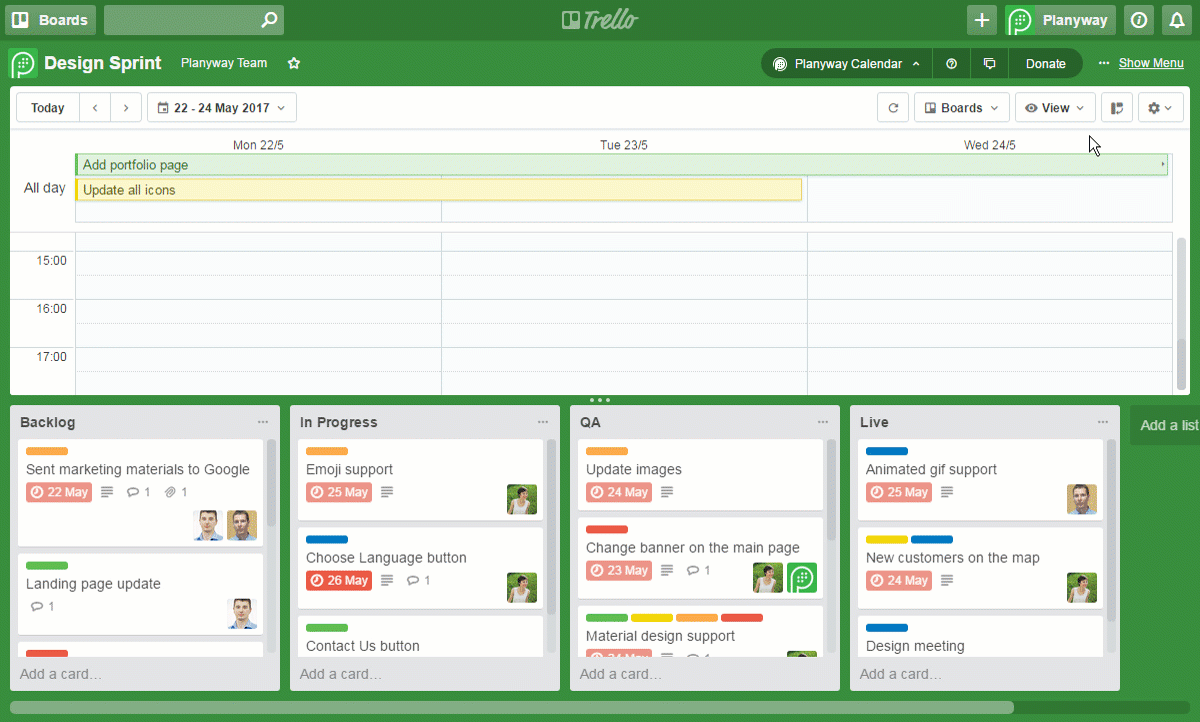 Boards
Trello
Planyway
Design Sprint
Planyway Team
Planyway Calendar
Donate
Show Menu
Today
22 - 24 May 2017
Boards
View
Mon 22/5
Tue 23/5
Wed 24/5
All day
Add portfolio page
Update all icons
15:00
16:00
17:00
Backlog
Sent marketing materials to Google
22 May
1
1
Landing page update
1
Add a card...
In Progress
Emoji support
25 May
Choose Language button
26 May
1
Contact Us button
Add a card...
QA
Update images
24 May
Change banner on the main page
23 May
1
Material design support
24 May
Add a card...
Live
Animated gif support
25 May
New customers on the map
24 May
Design meeting
Add a card...
Add a list